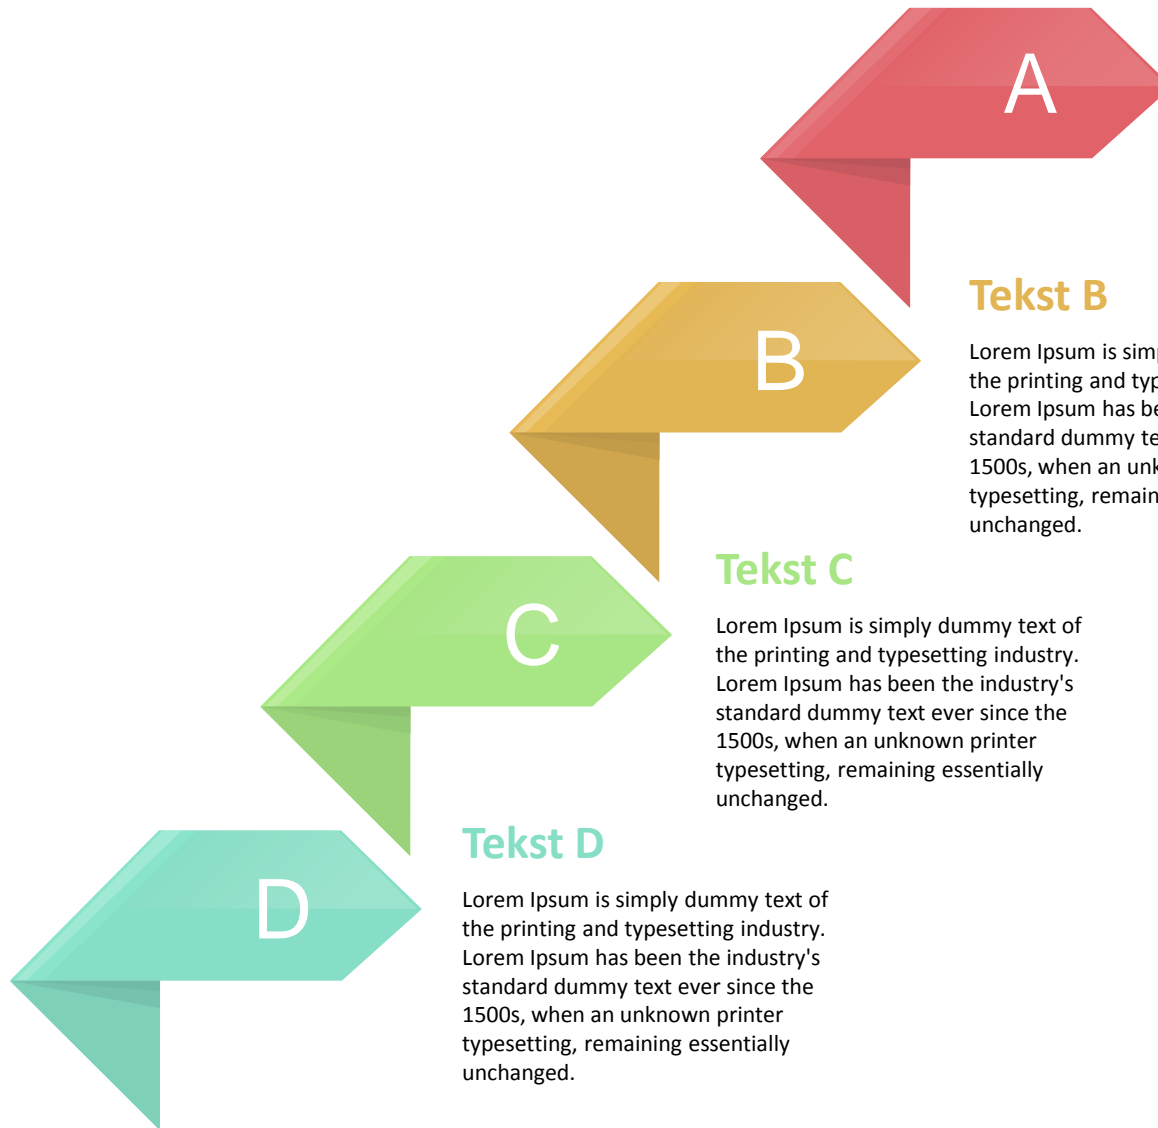 A
B
Tekst B
Lorem Ipsum is
the printing and
Lorem Ipsum has
standard dummy
1500s, when an
typesetting,
unchanged.
C
Tekst C
Lorem Ipsum is simply dummy text of
the printing and typesetting industry.
Lorem Ipsum has been the industry's
standard dummy text ever since the
1500s, when an unknown printer
typesetting, remaining essentially
unchanged.
D
Tekst D
Lorem Ipsum is simply dummy text of
the printing and typesetting industry.
Lorem Ipsum has been the industry's
standard dummy text ever since the
1500s, when an unknown printer
typesetting, remaining essentially
unchanged.